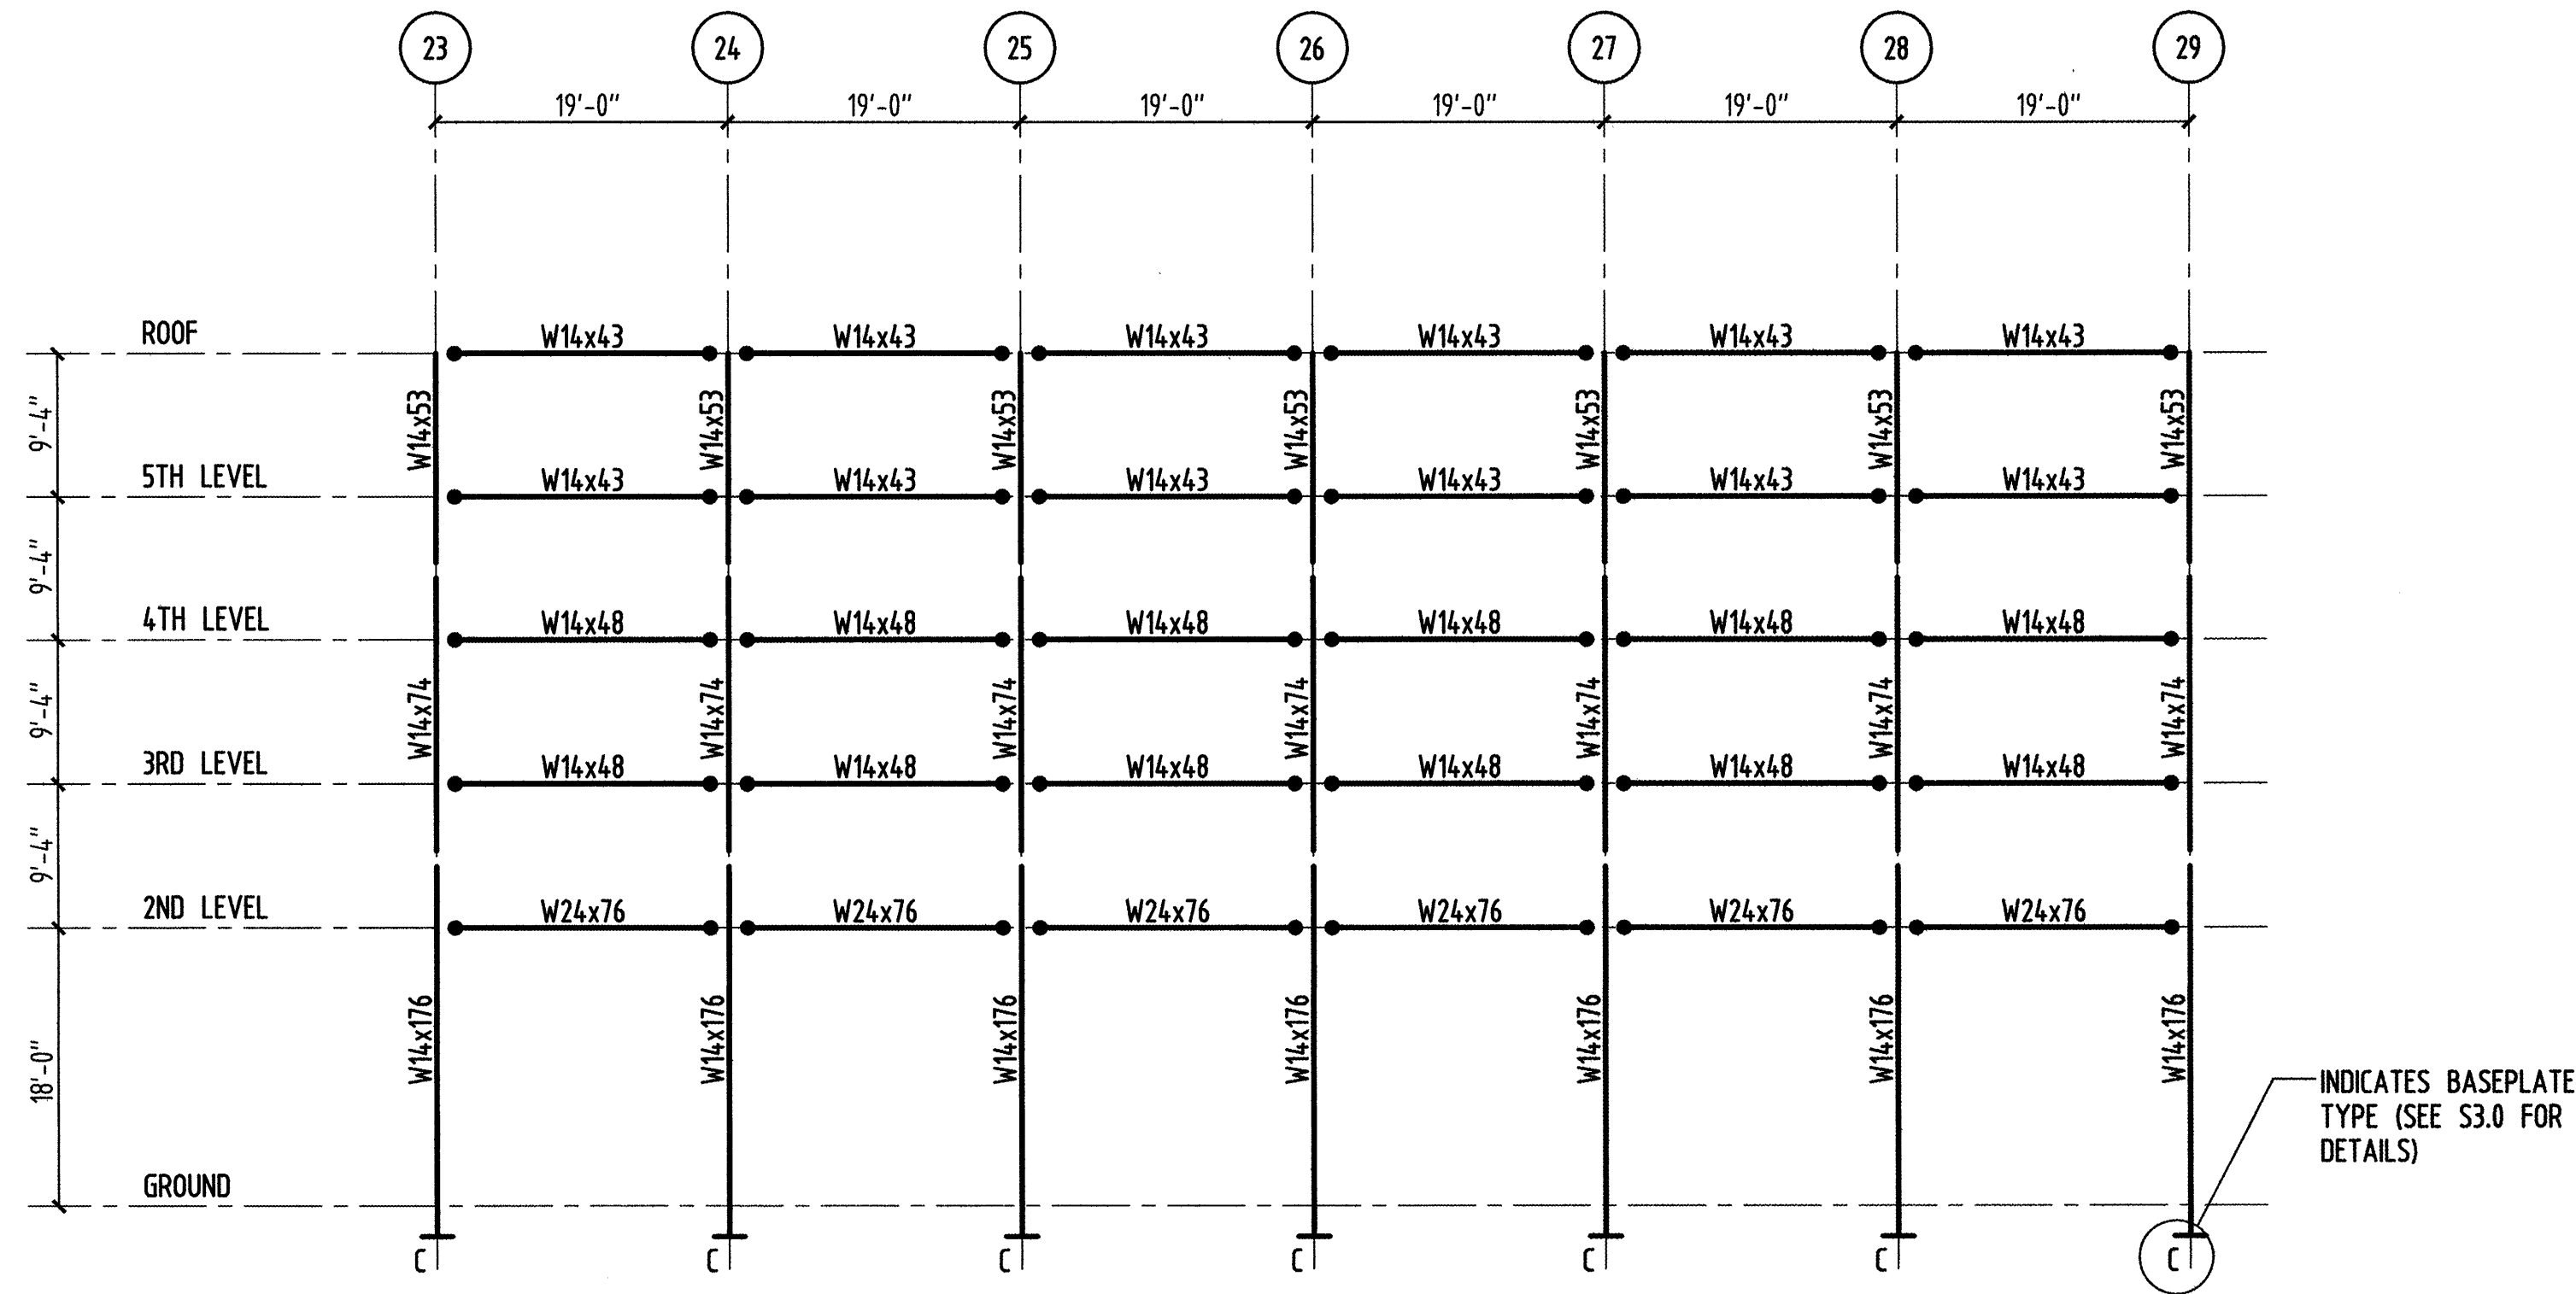 23 24 25 26 27 28 29
19'-0" 19'-0" 19'-0" 19'-0" 19'-0" 19'-0"
ROOF W14x43 W14x43 W14x43 W14x43 W14x43 W14x43
9'-4" W14x53 W14x53 W14x53 W14x53 W14x53 W14x53 W14x53
5TH LEVEL W14x43 W14x43 W14x43 W14x43 W14x43 W14x43
9'-4"
4TH LEVEL W14x48 W14x48 W14x48 W14x48 W14x48 W14x48
9'-4" W14x74 W14x74 W14x74 W14x74 W14x74 W14x74 W14x74
3RD LEVEL W14x48 W14x48 W14x48 W14x48 W14x48 W14x48
9'-4"
2ND LEVEL W24x76 W24x76 W24x76 W24x76 W24x76 W24x76
18'-0" W14x176 W14x176 W14x176 W14x176 W14x176 W14x176 W14x176
INDICATES BASEPLATE
TYPE (SEE S3.0 FOR
DETAILS)
GROUND
C C C C C C C